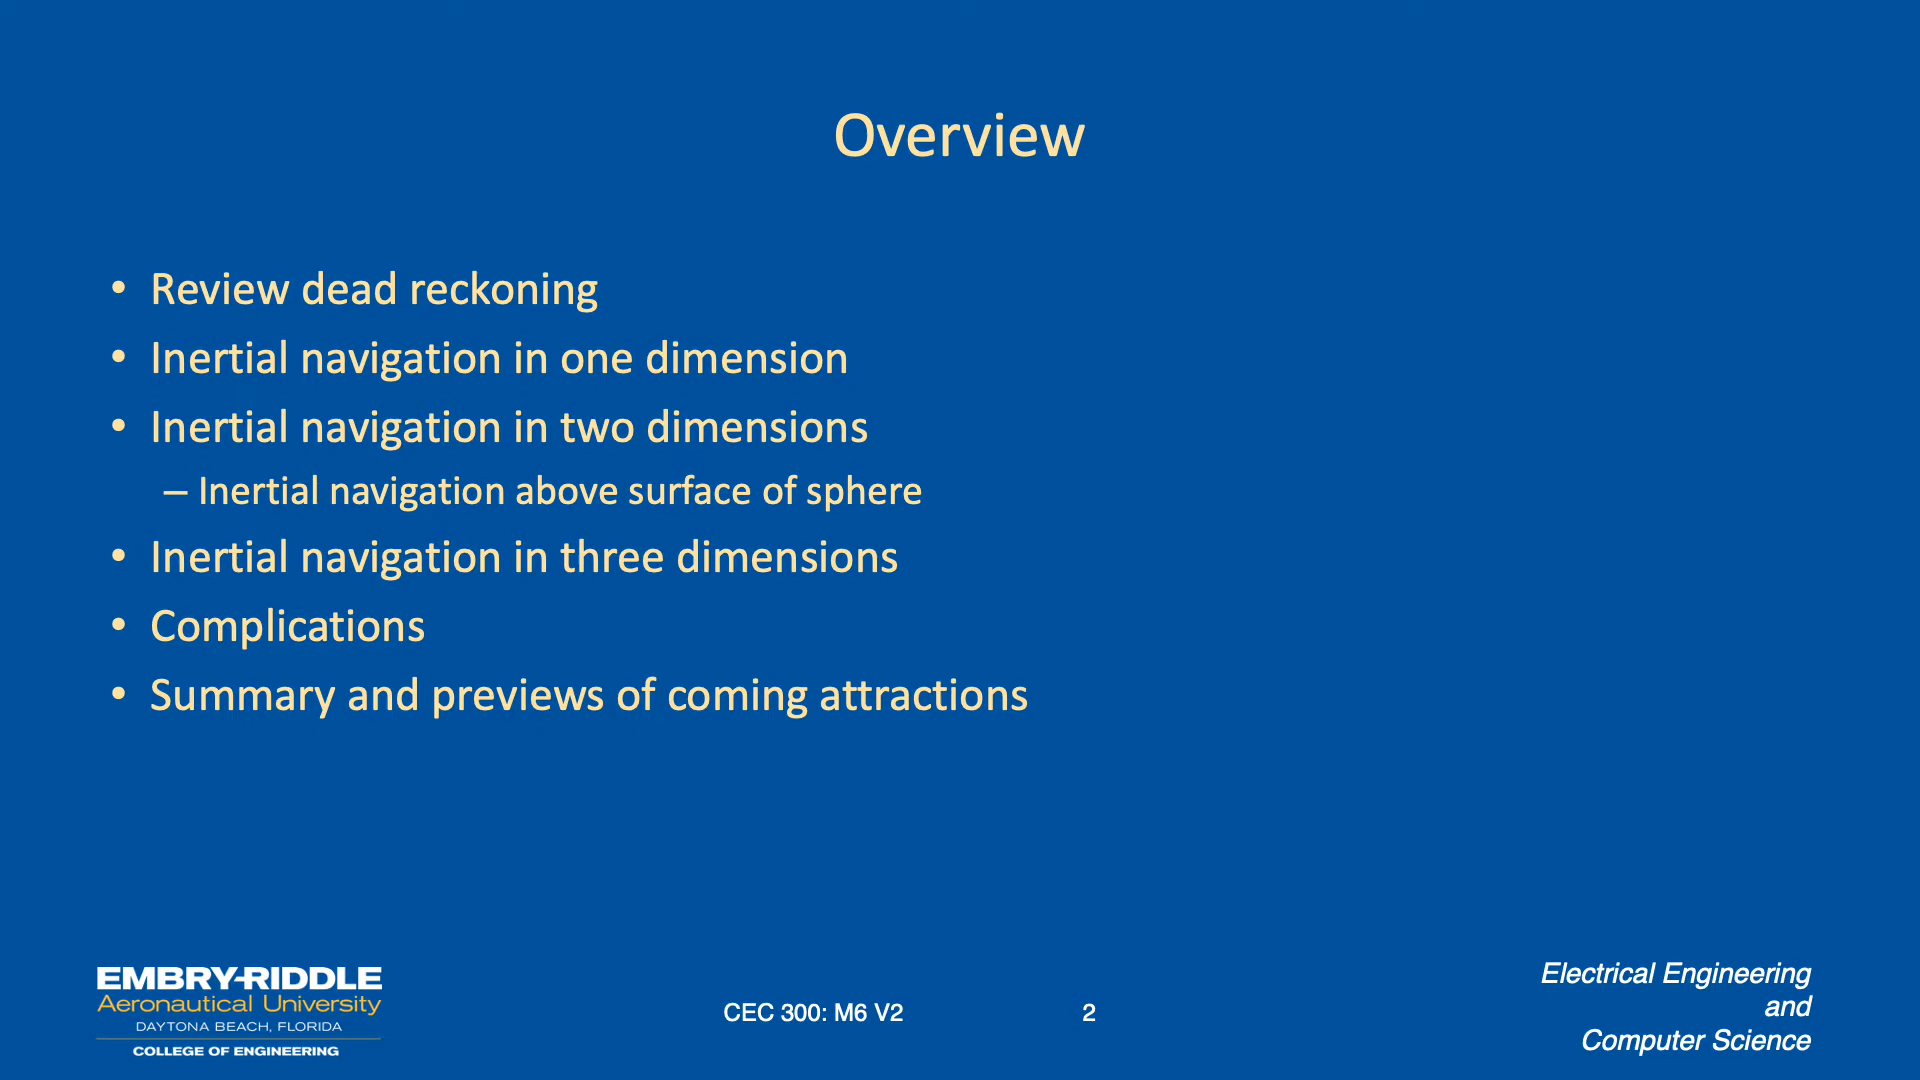 Overview
• Review dead reckoning
• Inertial navigation in one dimension
• Inertial navigation in two dimensions
– Inertial navigation above surface of sphere
• Inertial navigation in three dimensions
• Complications
• Summary and previews of coming attractions
EMBRY-RIDDLE
Aeronautical University
DAYTONA BEACH, FLORIDA
COLLEGE OF ENGINEERING
CEC 300: M6 V2 2
Electrical Engineering
and
Computer Science